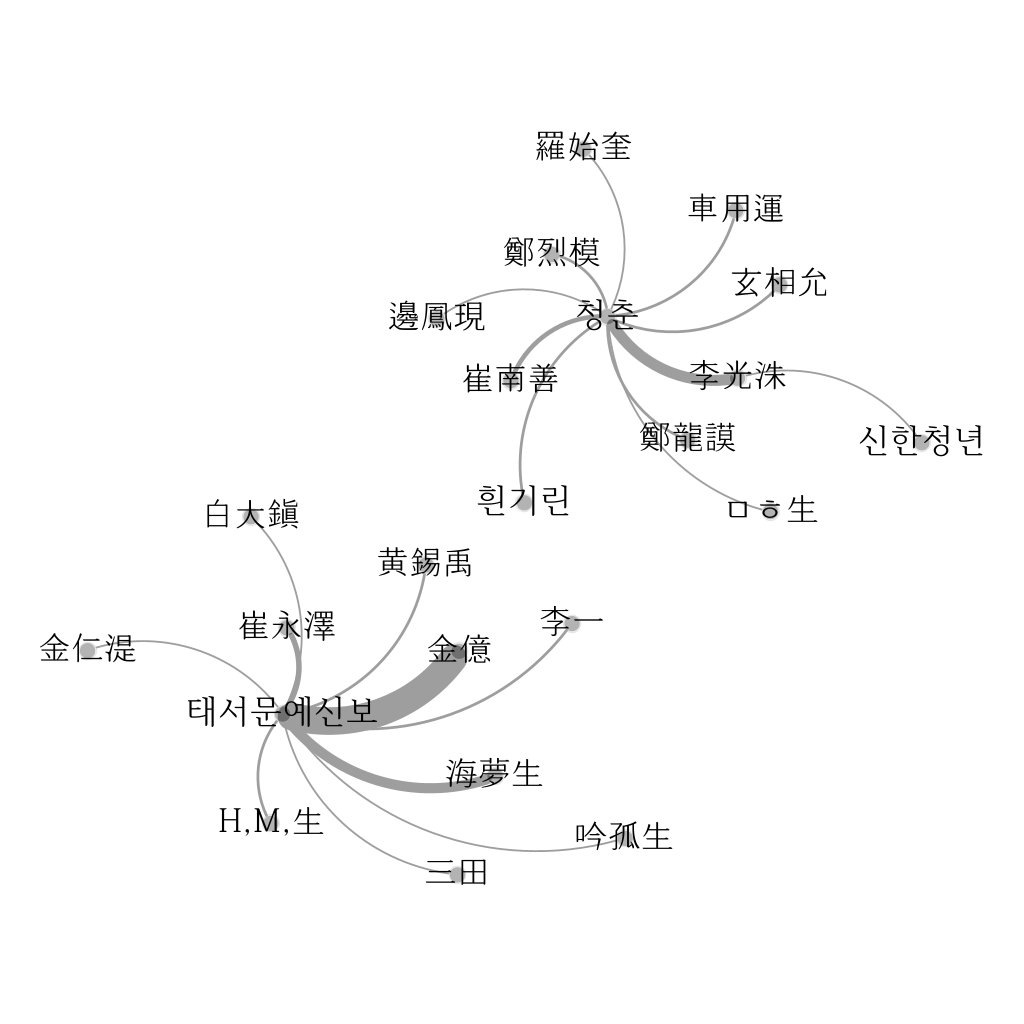 羅始奎
車用運
鄭烈模
玄相允
邊鳳現
청춘
崔南善
李光洙
鄭龍謨
신한청년
흰기린
ㅁㅎ生
白大鎭
黄錫禹
崔永澤
李一
金仁湜
金億
태서문예신보
海夢生
H,M,生
吟孤生
三田